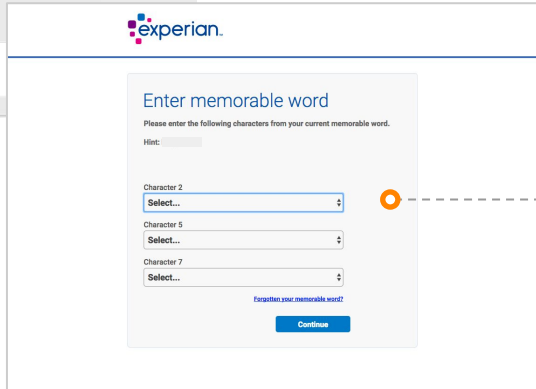 experian™
Enter memorable word
Please enter the following characters from your current memorable word.
Hint:
Character 2
Select...
Character 5
Select...
Character 7
Select...
Forgotten your memorable word?
Continue